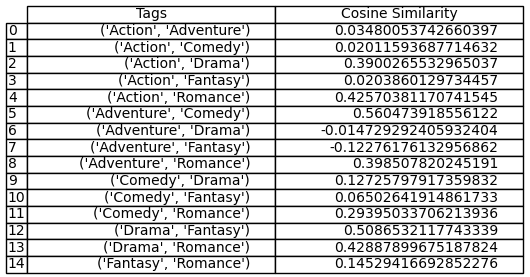 Tags Cosine Similarity
0 ('Action', 'Adventure') 0.03480053742660397
1 ('Action', 'Comedy') 0.02011593687714632
2 ('Action', 'Drama') 0.3900265532965037
3 ('Action', 'Fantasy') 0.0203860129734457
4 ('Action', 'Romance') 0.42570381170741545
5 ('Adventure', 'Comedy') 0.560473918556122
6 ('Adventure', 'Drama') -0.014729292405932404
7 ('Adventure', 'Fantasy') -0.12276176132956862
8 ('Adventure', 'Romance') 0.398507820245191
9 ('Comedy', 'Drama') 0.12725797917359832
10 ('Comedy', 'Fantasy') 0.06502641914861733
11 ('Comedy', 'Romance') 0.29395033706213936
12 ('Drama', 'Fantasy') 0.5086532117743339
13 ('Drama', 'Romance') 0.42887899675187824
14 ('Fantasy', 'Romance') 0.14529416692852276